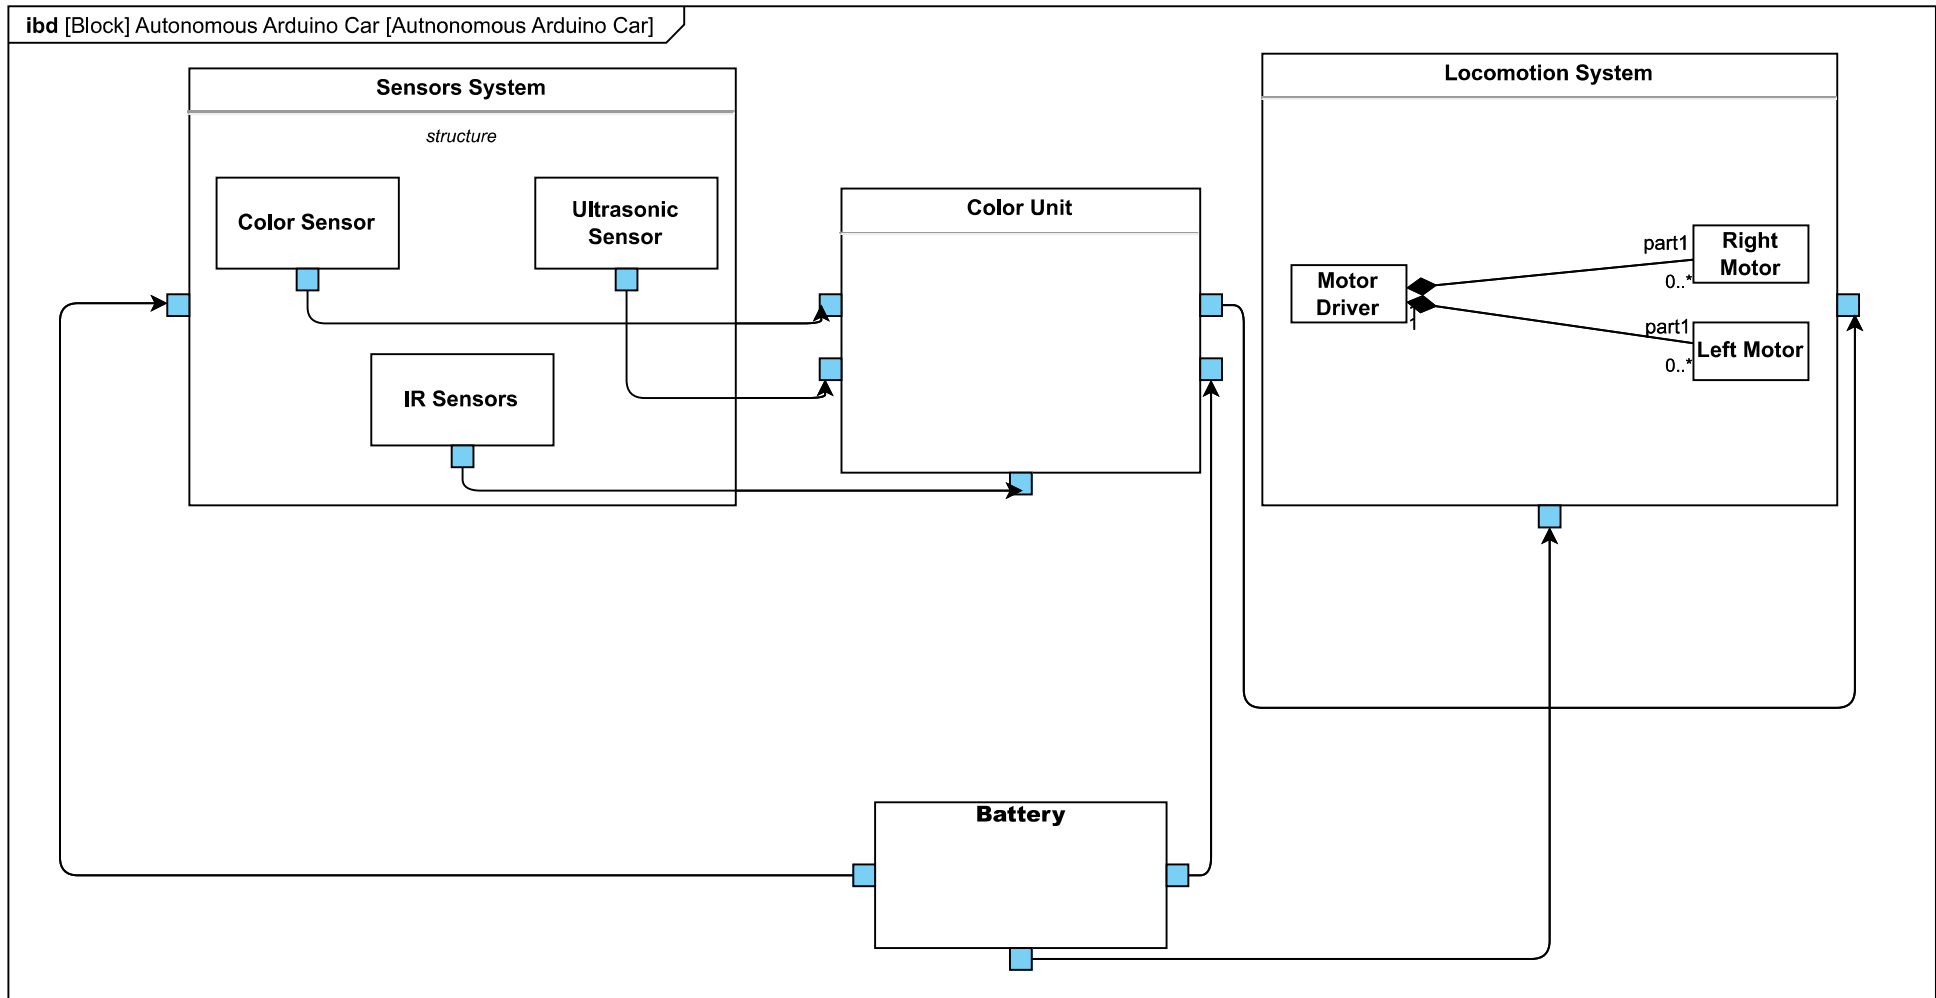 ibd [Block] Autonomous Arduino Car [Autnonomous Arduino Car]
Sensors System
structure
Color Sensor
Ultrasonic
Sensor
IR Sensors
Color Unit
Locomotion System
Motor
Driver
1
part1
Right
Motor
0..*
part1
Left Motor
0..*
Battery